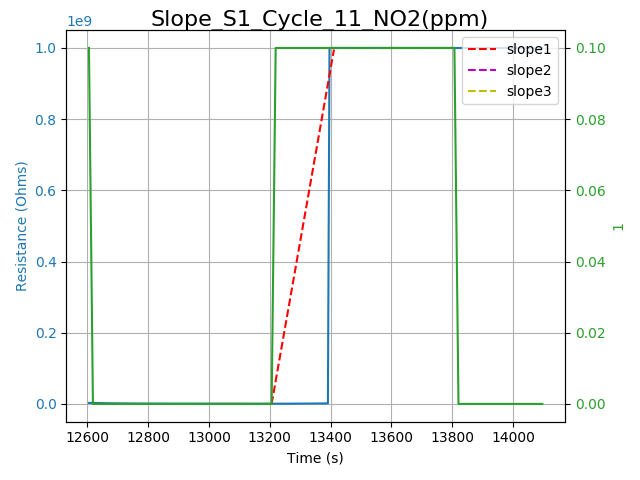 Slope_S1_Cycle_11_NO2(ppm)
1e9
1.0
0.8
0.6
0.4
0.2
0.0
Resistance (Ohms)
slope1
slope2
slope3
0.10
0.08
0.06
0.04
0.02
0.00
1
12600 12800 13000 13200 13400 13600 13800 14000
Time (s)